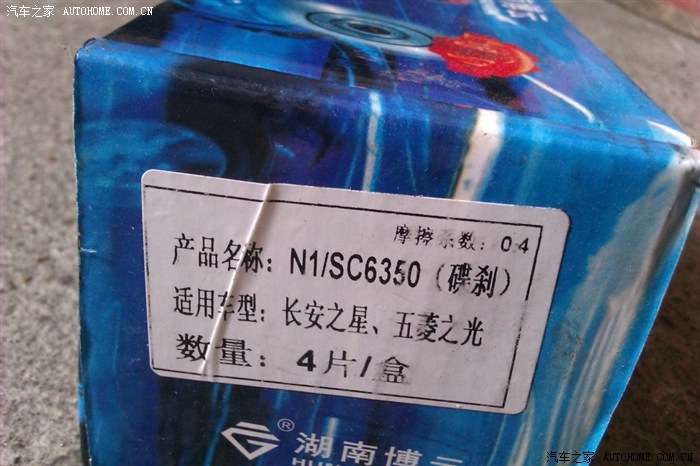 汽车之家 AUTOHOME.COM.CN
摩擦系数: 0.4
产品名称: N1/SC6350 (碟刹)
适用车型: 长安之星、五菱之光
数量: 4片/盒
® 湖南博云
汽车之家 AUTOHOME.COM.CN